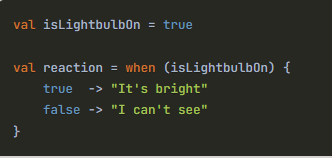 val isLightbulbOn = true
val reaction = when (isLightbulbOn) {
    true  -> "It's bright"
    false -> "I can't see"
}